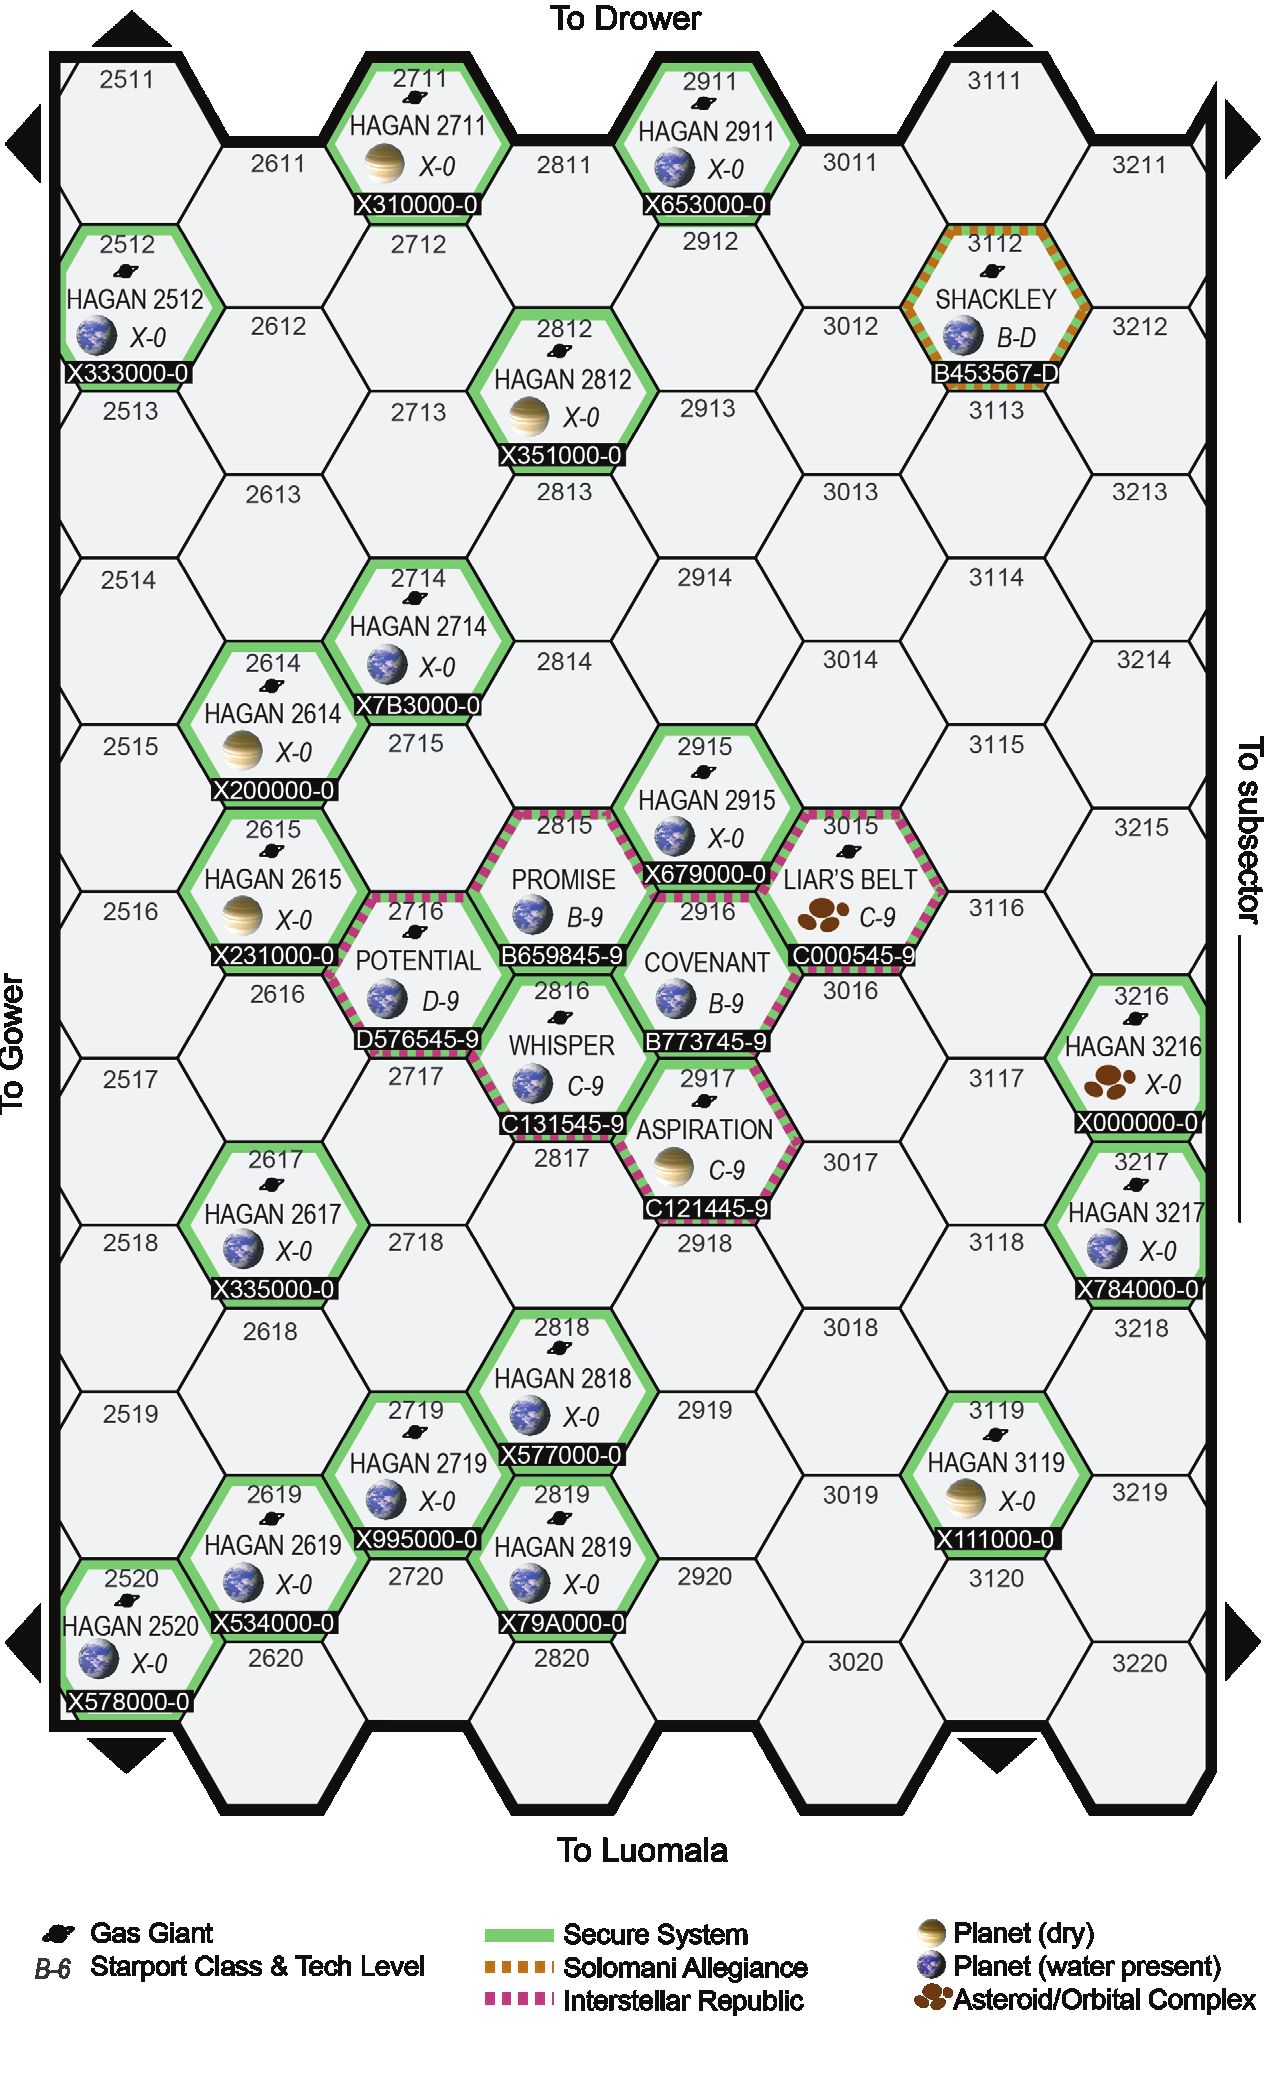 To Drower
2511
2711
HAGAN 2711
X-0
X310000-0
2911
HAGAN 2911
X-0
X653000-0
3111
2611
2811
3011
3211
2512
HAGAN 2512
X-0
X333000-0
2712
2912
3112
SHACKLEY
B-D
B453567-D
2612
2812
HAGAN 2812
X-0
X351000-0
3012
3212
2513
2713
2913
3113
2613
2813
3013
3213
2514
2714
HAGAN 2714
X-0
X7B3000-0
2914
3114
2614
HAGAN 2614
X-0
X200000-0
2814
3014
3214
2515
2715
2915
HAGAN 2915
X-0
X679000-0
3115
2615
HAGAN 2615
X-0
X231000-0
2815
PROMISE
B-9
B659845-9
3015
LIAR'S BELT
C-9
C000545-9
3215
2516
2716
POTENTIAL
D-9
D576545-9
2916
COVENANT
B-9
B773745-9
3116
2616
2816
WHISPER
C-9
C131545-9
3016
3216
HAGAN 3216
X-0
X000000-0
2517
2717
2917
ASPIRATION
C-9
C121445-9
3117
2617
HAGAN 2617
X-0
X335000-0
2817
3017
3217
HAGAN 3217
X-0
X784000-0
2518
2718
2918
3118
2618
2818
HAGAN 2818
X-0
X577000-0
3018
3218
2519
2719
HAGAN 2719
X-0
X995000-0
2919
3119
HAGAN 3119
X-0
X111000-0
2619
HAGAN 2619
X-0
X534000-0
2819
HAGAN 2819
X-0
X79A000-0
3019
3219
2520
HAGAN 2520
X-0
X578000-0
2720
2920
3120
2620
2820
3020
3220
To Gower
To subsector
To Luomala
Gas Giant
B-6 Starport Class & Tech Level
Secure System
Solomani Allegiance
Interstellar Republic
Planet (dry)
Planet (water present)
Asteroid/Orbital Complex